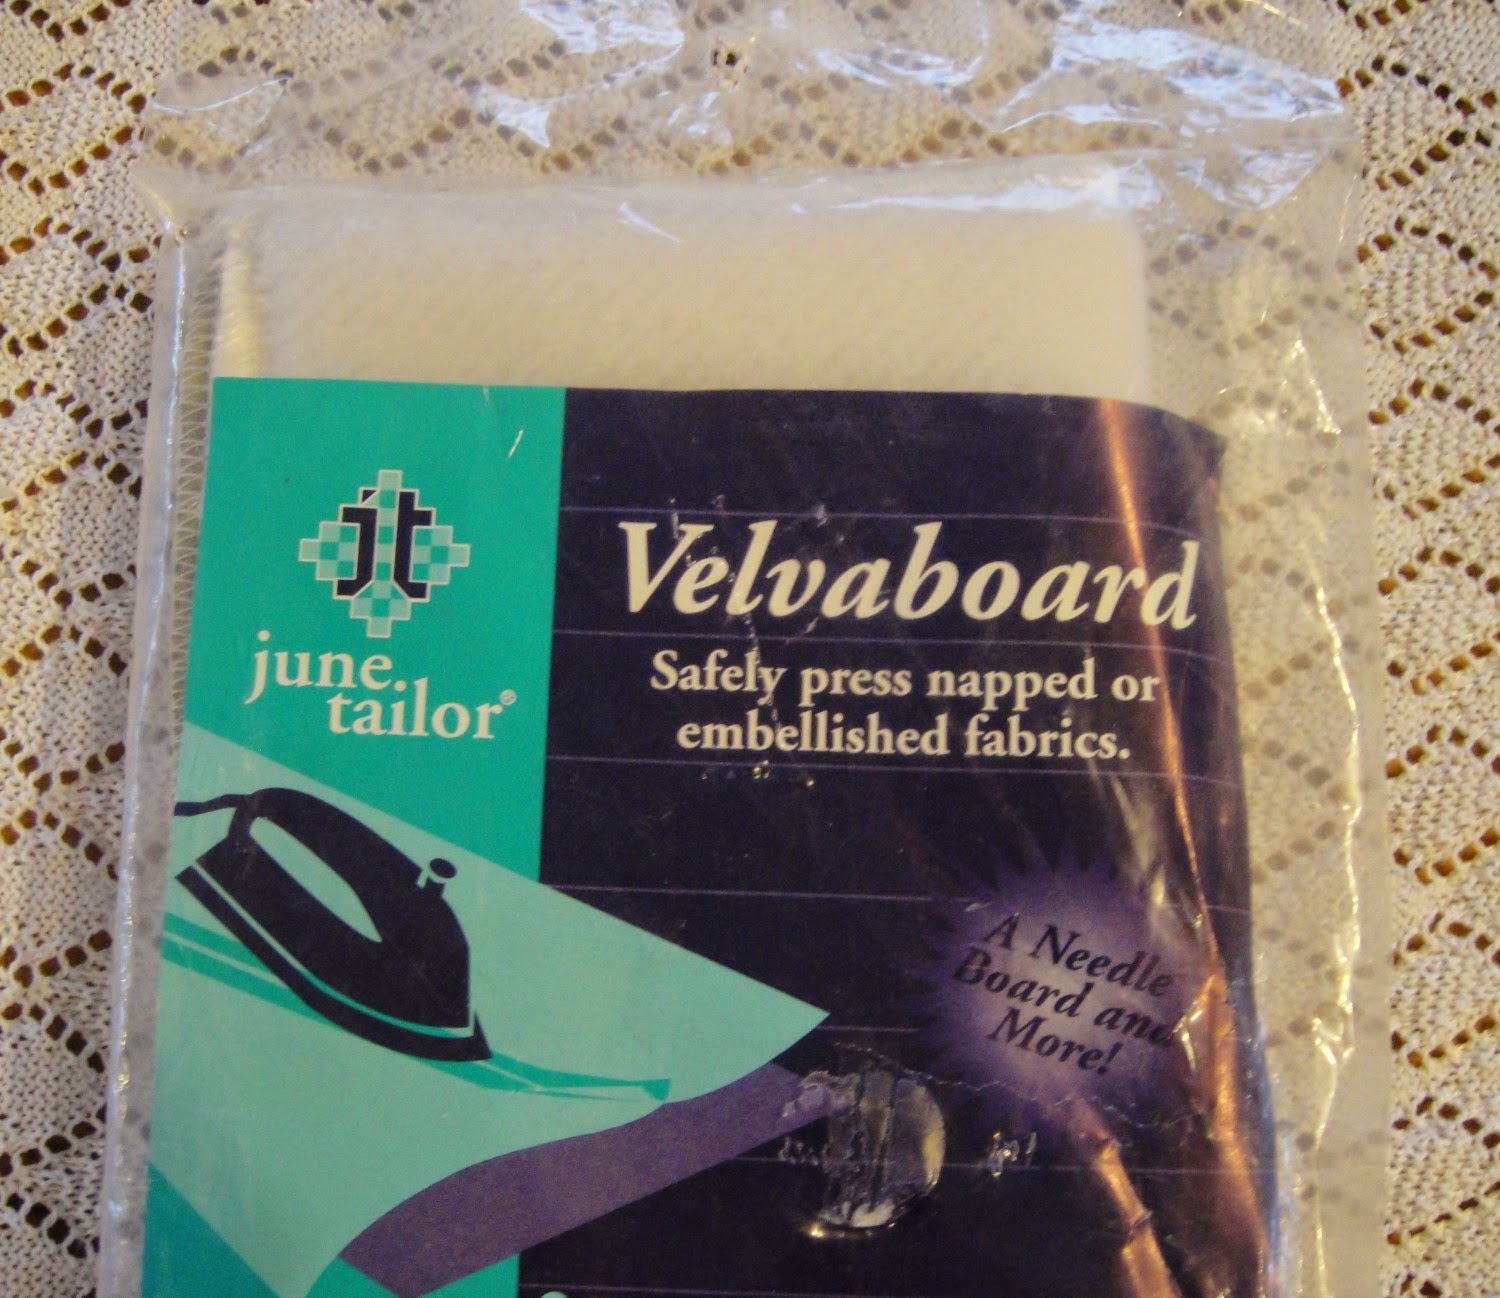 jt
june
tailor®
Velvaboard
Safely press napped or
embellished fabrics.
A Needle
Board and
More!